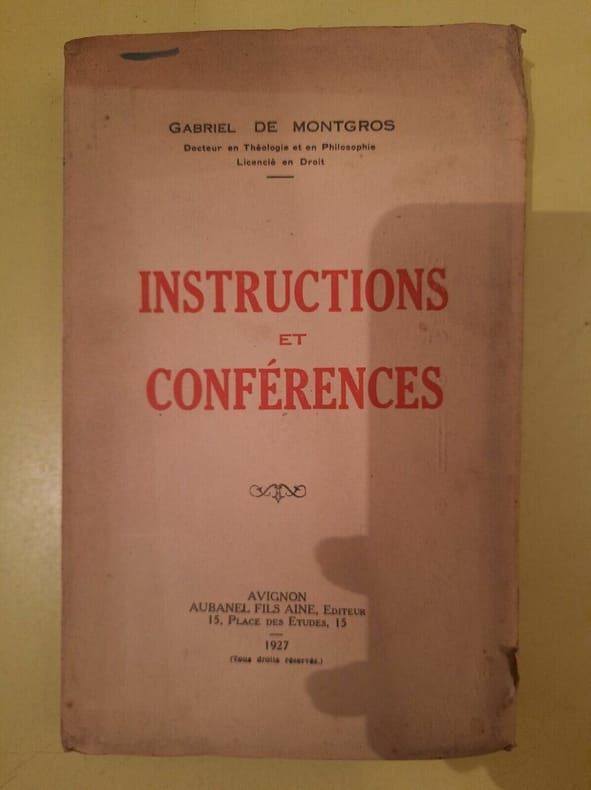 GABRIEL DE MONTGROS
Docteur en Théologie et en Philosophie
Licencié en Droit
INSTRUCTIONS
ET
CONFÉRENCES
AVIGNON
AUBANEL FILS AINE, EDITEUR
15, PLACE DES ETUDES, 15
1927
(Tous droits réservés.)